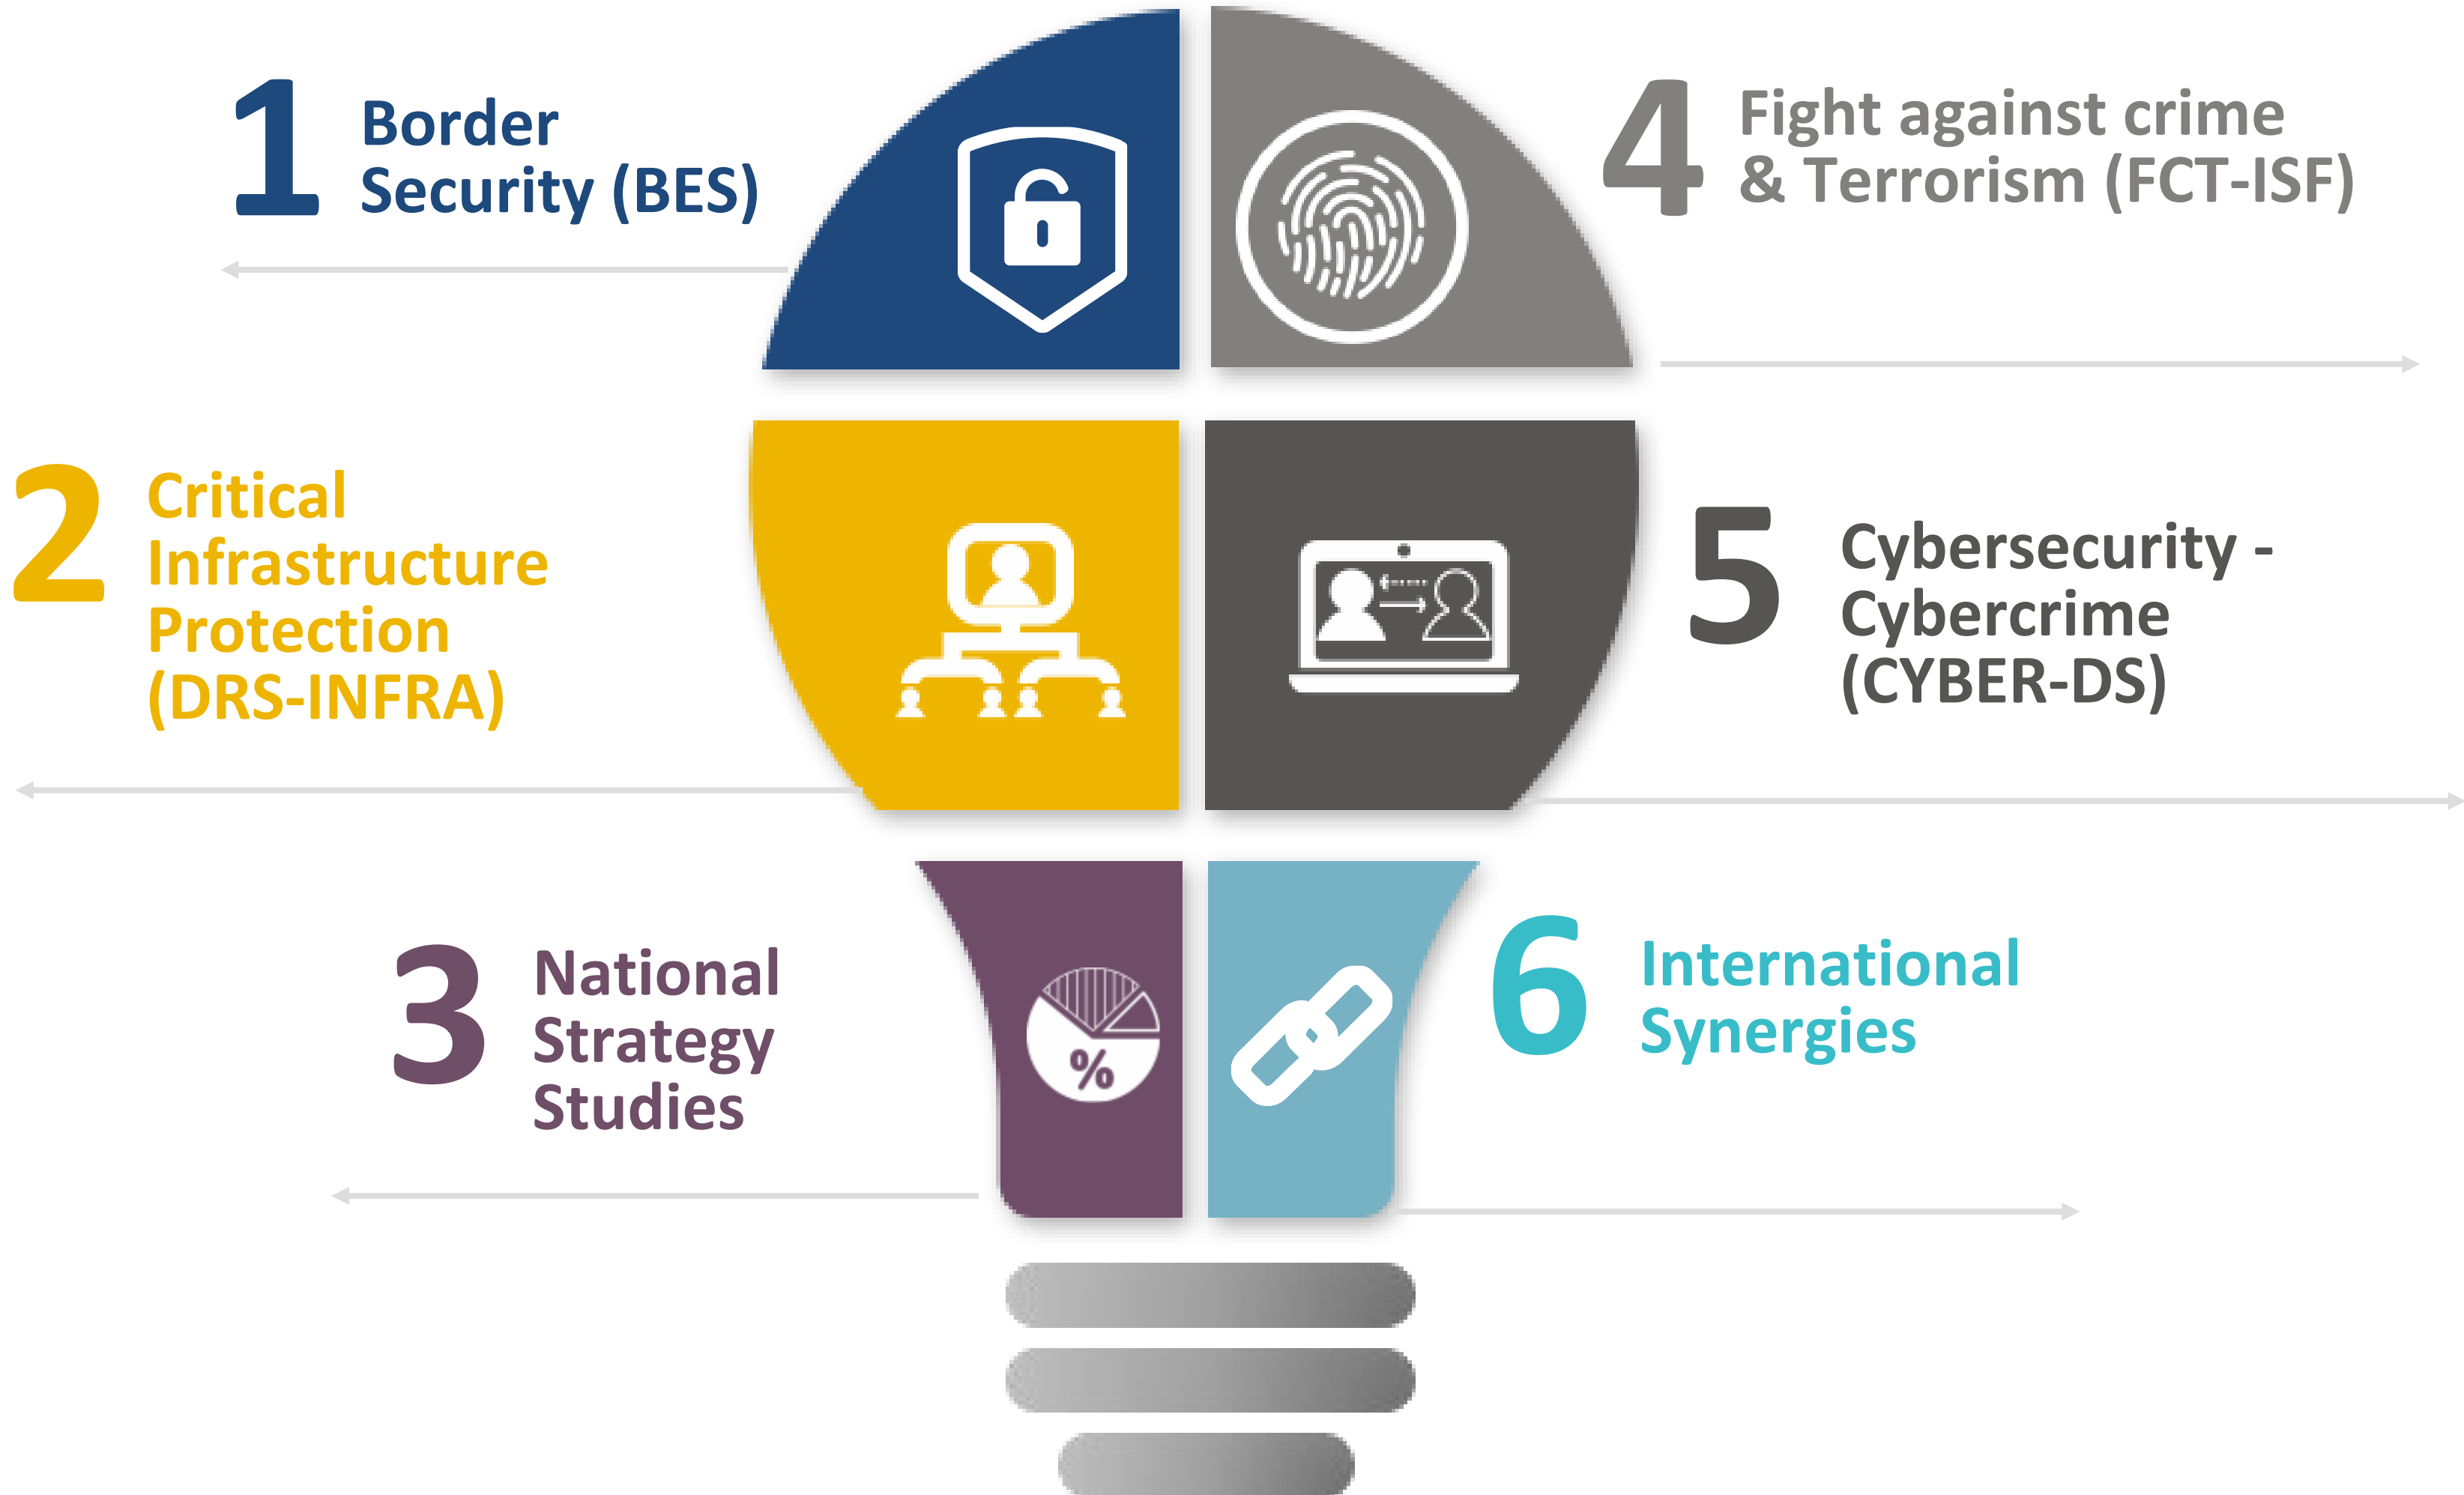 1
Border
Security (BES)
2
Critical
Infrastructure
Protection
(DRS-INFRA)
3
National
Strategy
Studies
%
4
Fight against crime
& Terrorism (FCT-ISF)
5
Cybersecurity -
Cybercrime
(CYBER-DS)
6
International
Synergies